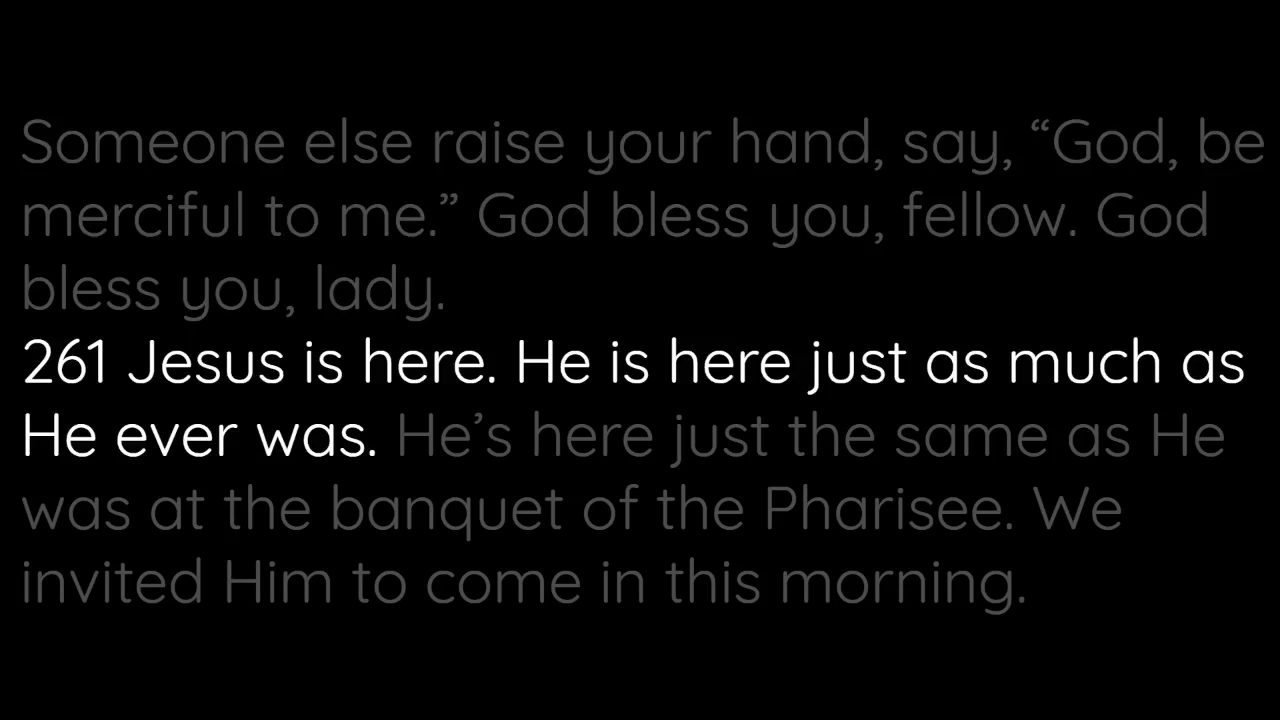 Someone else raise your hand, say, “God, be
merciful to me.” God bless you, fellow. God
bless you, lady.
261 Jesus is here. He is here just as much as
He ever was. He’s here just the same as He
was at the banquet of the Pharisee. We
invited Him to come in this morning.